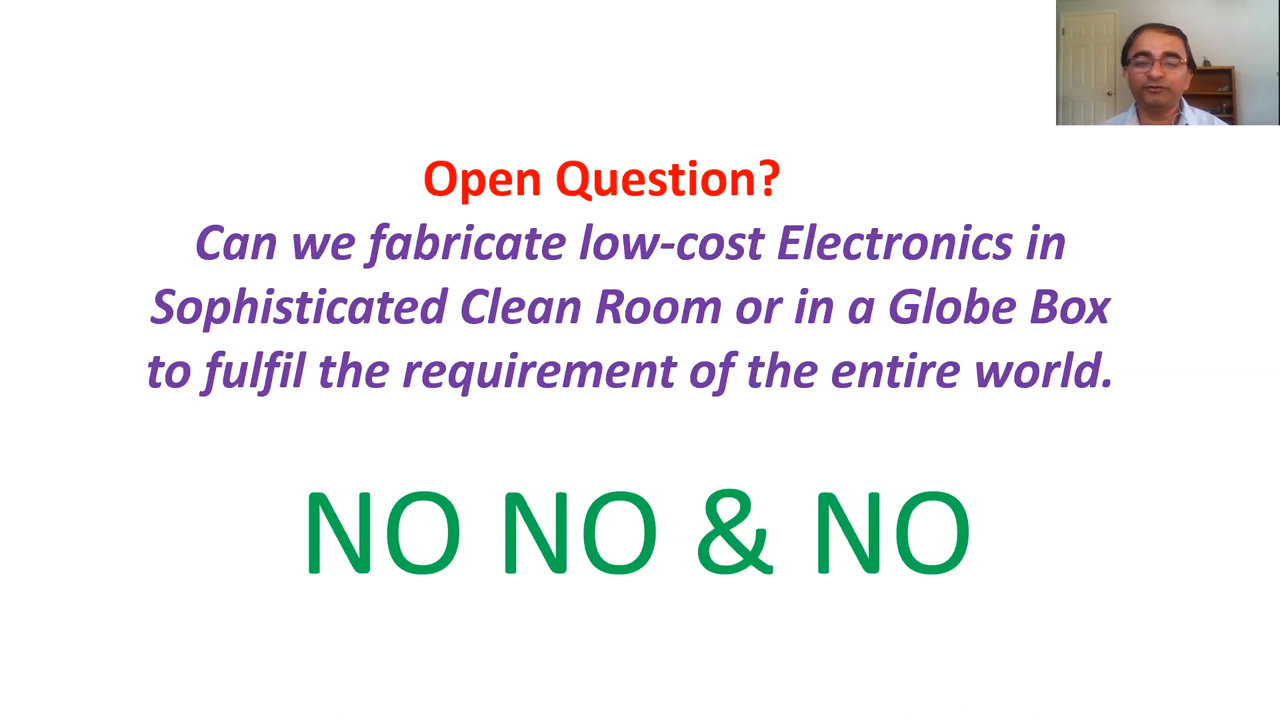 Open Question?
Can we fabricate low-cost Electronics in
Sophisticated Clean Room or in a Globe Box
to fulfil the requirement of the entire world.
NO NO & NO